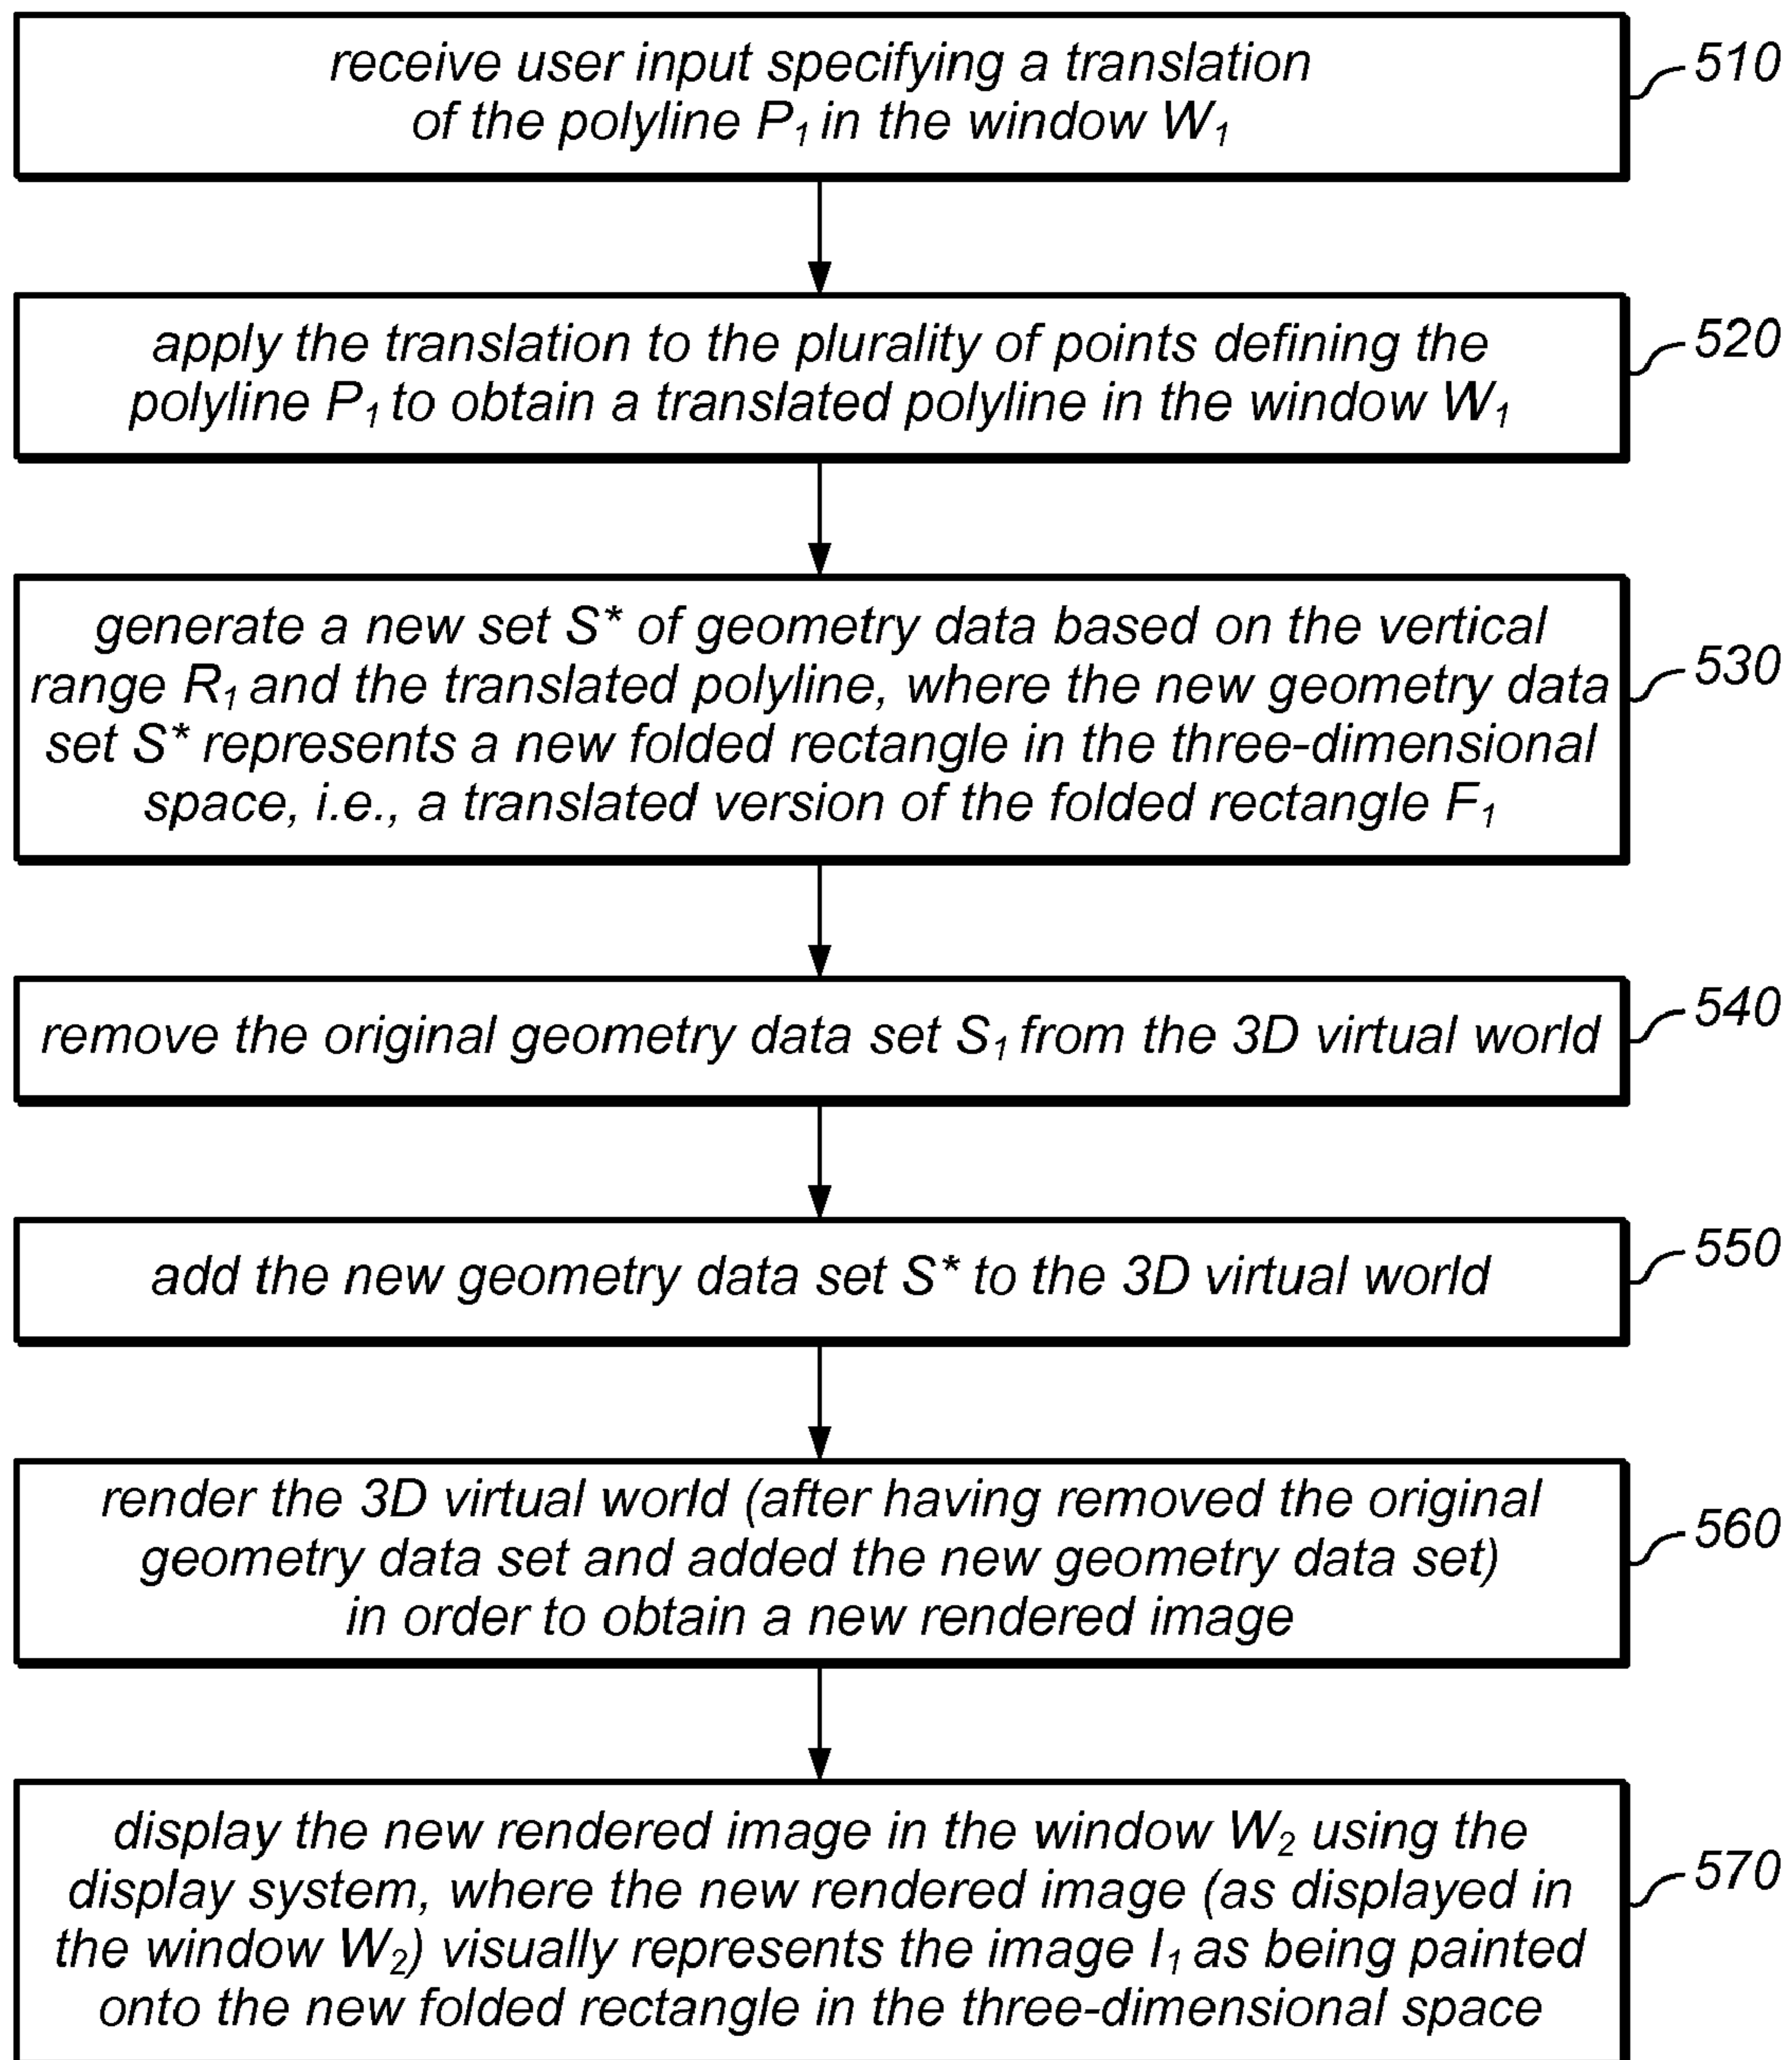 receive user input specifying a translation
of the polyline P₁ in the window W₁
510
apply the translation to the plurality of points defining the
polyline P₁ to obtain a translated polyline in the window W₁
520
generate a new set S* of geometry data based on the vertical
range R₁ and the translated polyline, where the new geometry data
set S* represents a new folded rectangle in the three-dimensional
space, i.e., a translated version of the folded rectangle F₁
530
remove the original geometry data set S₁ from the 3D virtual world
540
add the new geometry data set S* to the 3D virtual world
550
render the 3D virtual world (after having removed the original
geometry data set and added the new geometry data set)
in order to obtain a new rendered image
560
display the new rendered image in the window W₂ using the
display system, where the new rendered image (as displayed in
the window W₂) visually represents the image I₁ as being painted
onto the new folded rectangle in the three-dimensional space
570